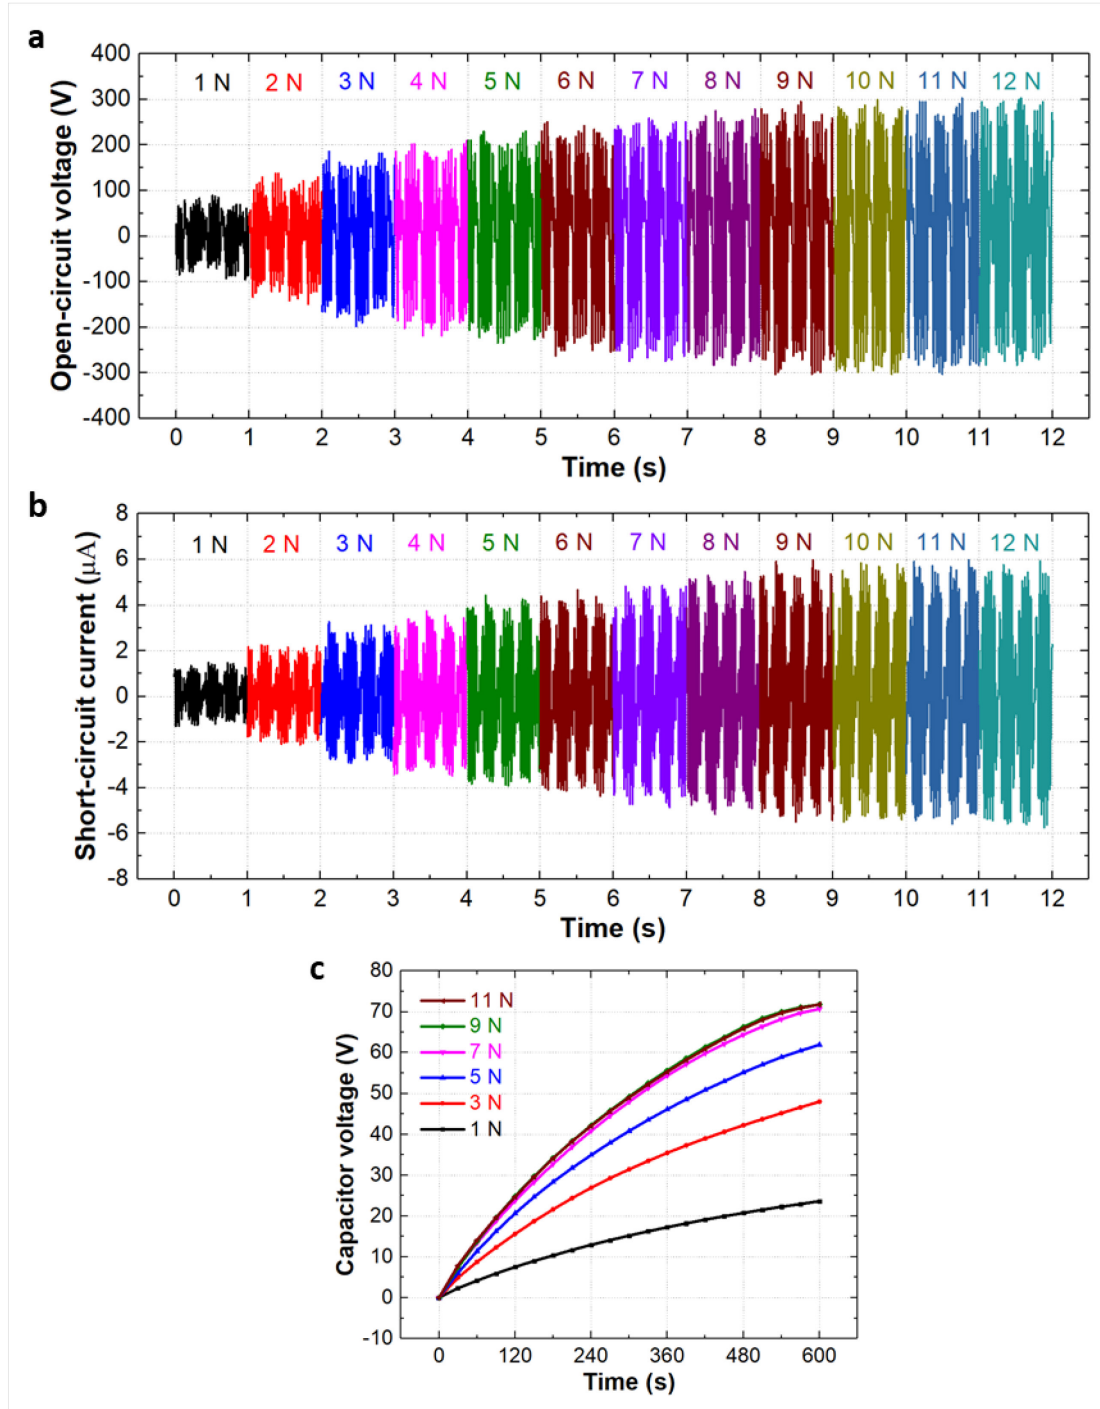 a
400
300
200
100
0
-100
-200
-300
-400
Open-circuit voltage (V)
1 N 2 N 3 N 4 N 5 N 6 N 7 N 8 N 9 N 10 N 11 N 12 N
0 1 2 3 4 5 6 7 8 9 10 11 12
Time (s)
b
8
6
4
2
0
-2
-4
-6
-8
Short-circuit current (μA)
1 N 2 N 3 N 4 N 5 N 6 N 7 N 8 N 9 N 10 N 11 N 12 N
0 1 2 3 4 5 6 7 8 9 10 11 12
Time (s)
c
80
70
60
50
40
30
20
10
0
-10
Capacitor voltage (V)
11 N
9 N
7 N
5 N
3 N
1 N
0 120 240 360 480 600
Time (s)